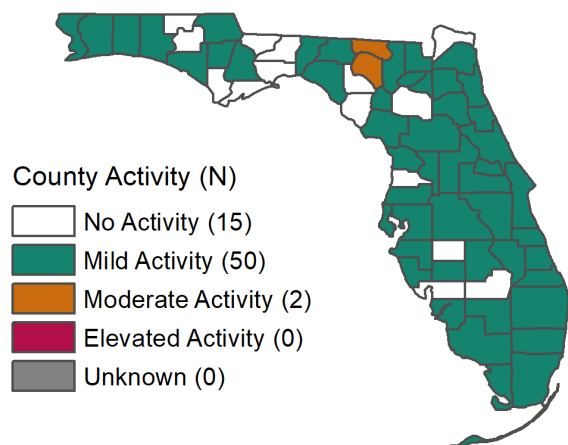 County Activity (N)
No Activity (15)
Mild Activity (50)
Moderate Activity (2)
Elevated Activity (0)
Unknown (0)